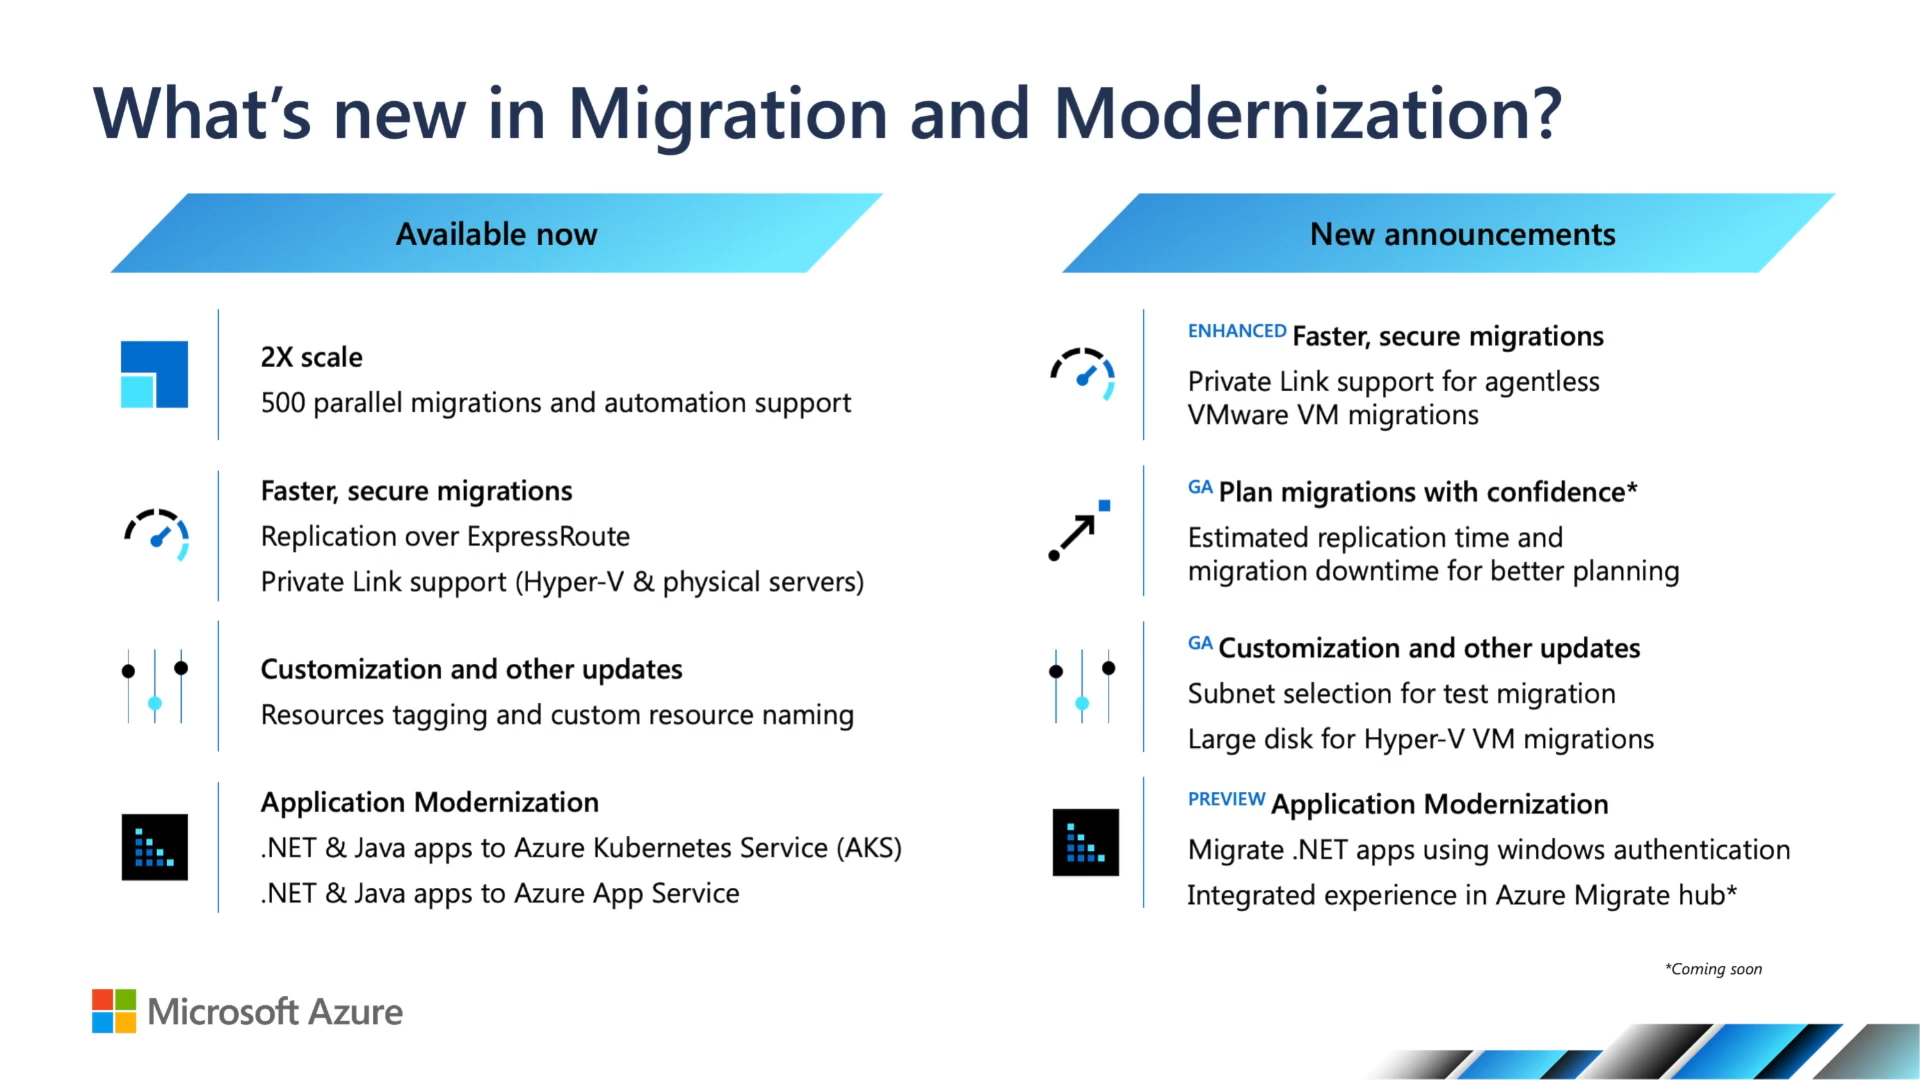 What’s new in Migration and Modernization?
Available now
2X scale
500 parallel migrations and automation support
Faster, secure migrations
Replication over ExpressRoute
Private Link support (Hyper-V & physical servers)
Customization and other updates
Resources tagging and custom resource naming
Application Modernization
.NET & Java apps to Azure Kubernetes Service (AKS)
.NET & Java apps to Azure App Service
New announcements
ENHANCED Faster, secure migrations
Private Link support for agentless
VMware VM migrations
GA Plan migrations with confidence*
Estimated replication time and
migration downtime for better planning
GA Customization and other updates
Subnet selection for test migration
Large disk for Hyper-V VM migrations
PREVIEW Application Modernization
Migrate .NET apps using windows authentication
Integrated experience in Azure Migrate hub*
*Coming soon
Microsoft Azure